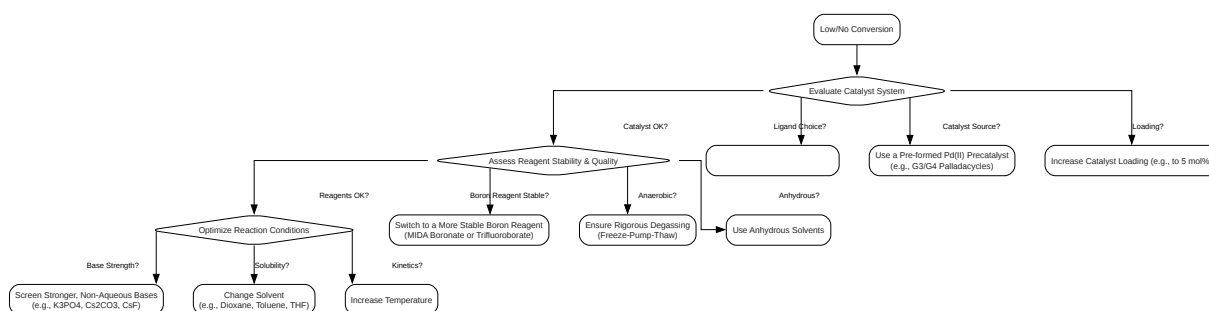 Low/No Conversion
Evaluate Catalyst System
Catalyst OK?
Ligand Choice?
Catalyst Source?
Loading?
Assess Reagent Stability & Quality
Use a Pre-formed Pd(II) Precatalyst
(e.g., G3/G4 Palladacycles)
Increase Catalyst Loading (e.g., to 5 mol%
Reagents OK?
Boron Reagent Stable?
Anaerobic?
Anhydrous?
Optimize Reaction Conditions
Switch to a More Stable Boron Reagent
(MIDA Boronate or Trifluoroborate)
Ensure Rigorous Degassing
(Freeze-Pump-Thaw)
Use Anhydrous Solvents
Base Strength?
Solubility?
Kinetics?
Screen Stronger, Non-Aqueous Bases
(e.g., K3PO4, Cs2CO3, CsF)
Change Solvent
(e.g., Dioxane, Toluene, THF)
Increase Temperature